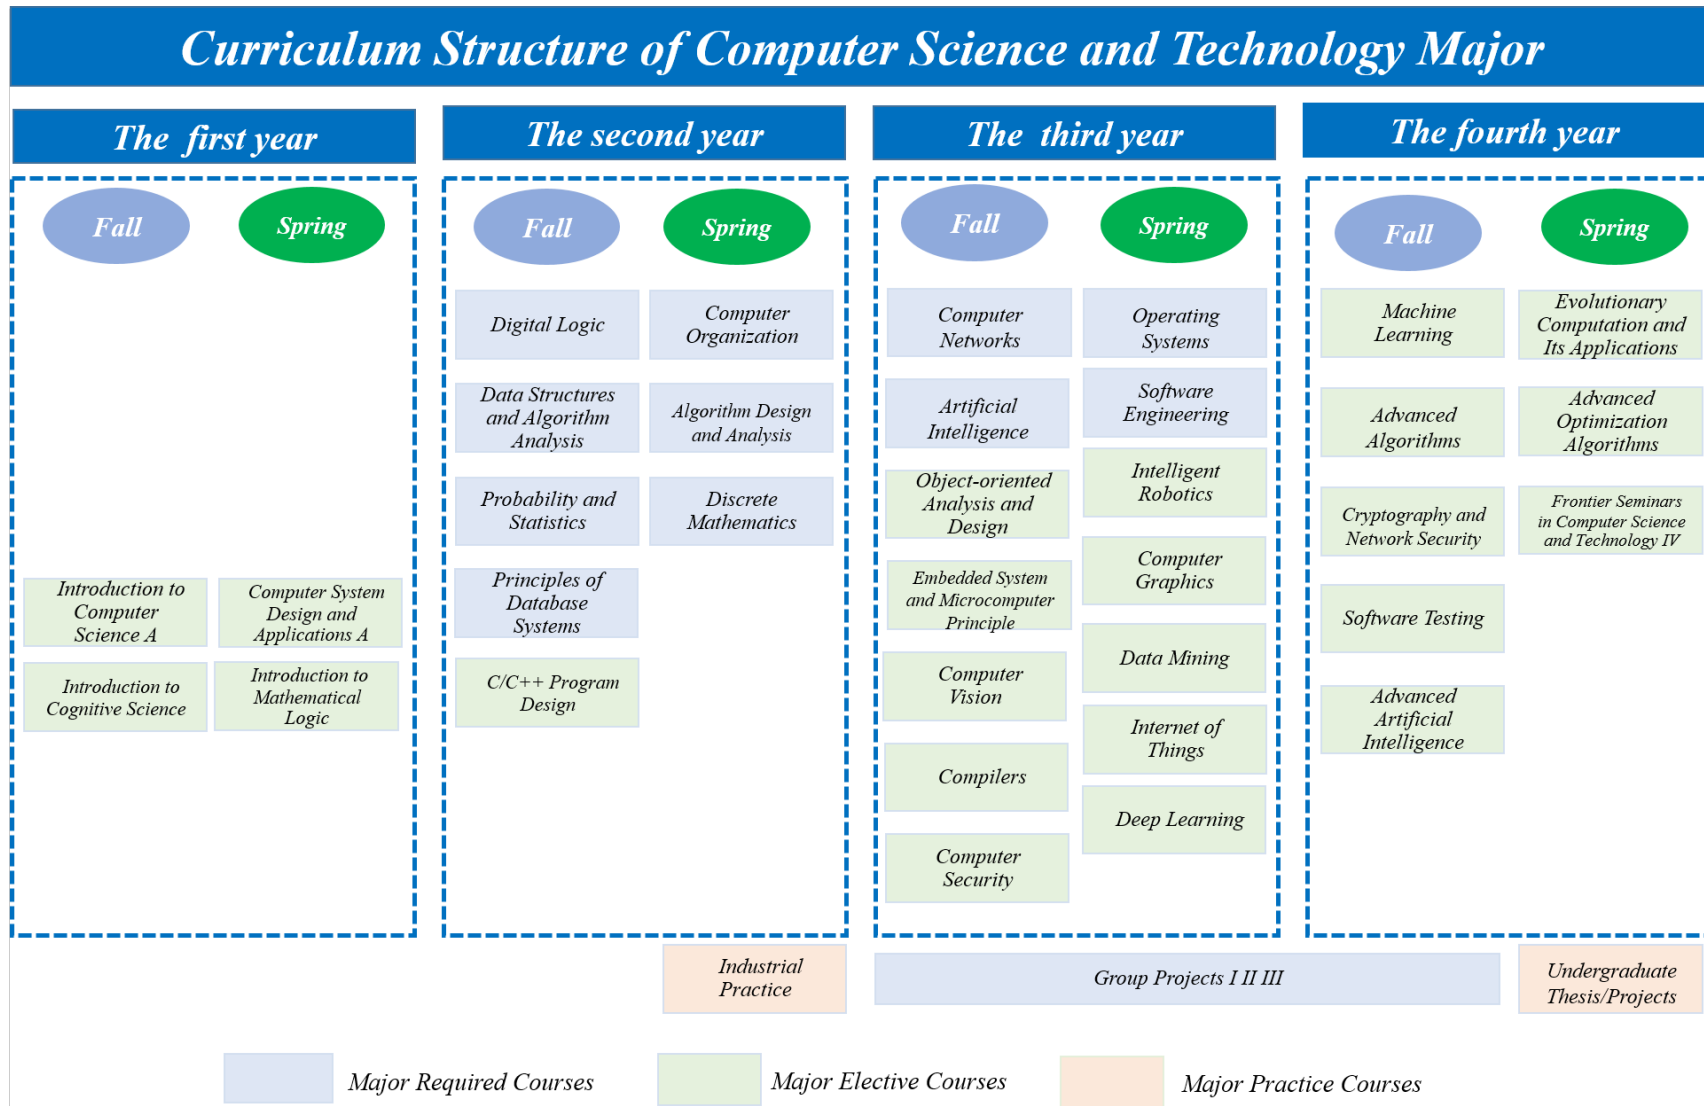 Curriculum Structure of Computer Science and Technology Major
The first year
Fall
Spring
Introduction to
Computer
Science A
Introduction to
Cognitive Science
Computer System
Design and
Applications A
Introduction to
Mathematical
Logic
The second year
Fall
Spring
Digital Logic
Data Structures
and Algorithm
Analysis
Probability and
Statistics
Principles of
Database
Systems
C/C++ Program
Design
Computer
Organization
Algorithm Design
and Analysis
Discrete
Mathematics
The third year
Fall
Spring
Computer
Networks
Artificial
Intelligence
Object-oriented
Analysis and
Design
Embedded System
and Microcomputer
Principle
Computer
Vision
Compilers
Computer
Security
Operating
Systems
Software
Engineering
Intelligent
Robotics
Computer
Graphics
Data Mining
Internet of
Things
Deep Learning
The fourth year
Fall
Spring
Machine
Learning
Advanced
Algorithms
Cryptography and
Network Security
Software Testing
Advanced
Artificial
Intelligence
Evolutionary
Computation and
Its Applications
Advanced
Optimization
Algorithms
Frontier Seminars
in Computer Science
and Technology IV
Industrial
Practice
Group Projects I II III
Undergraduate
Thesis/Projects
Major Required Courses
Major Elective Courses
Major Practice Courses